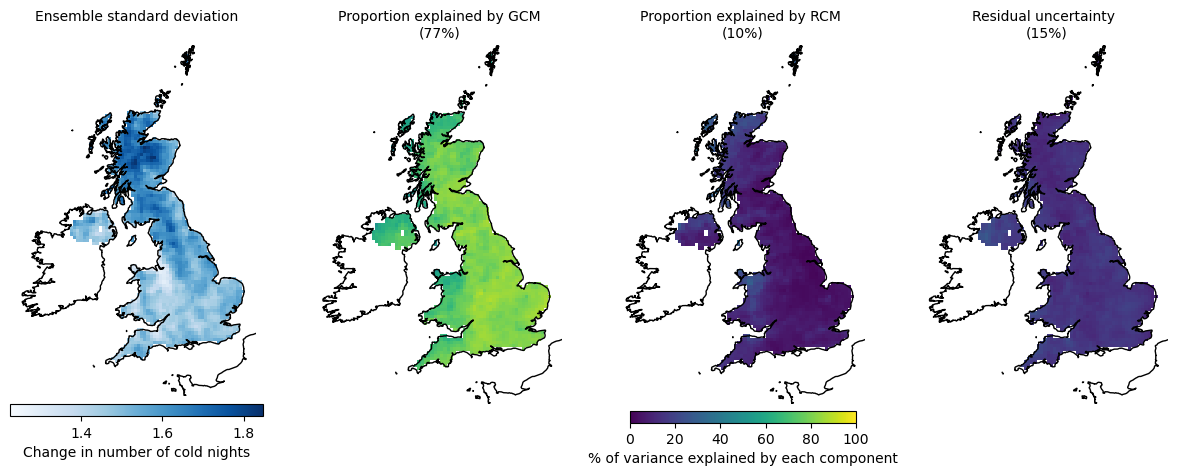 Ensemble standard deviation
Proportion explained by GCM
(77%)
Proportion explained by RCM
(10%)
Residual uncertainty
(15%)
1.4 1.6 1.8
Change in number of cold nights
0 20 40 60 80 100
% of variance explained by each component